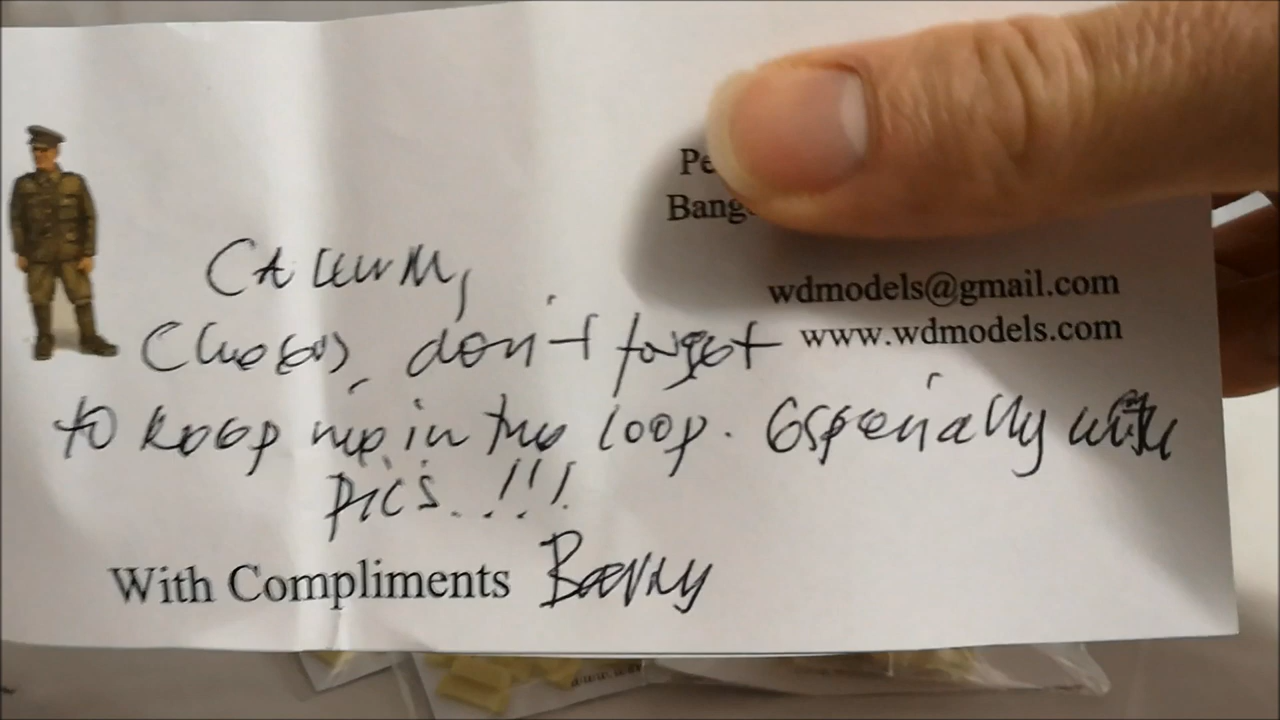 Pe
Bang
wdmodels@gmail.com
www.wdmodels.com
CALLUM,
Cheers, don't forget
to keep me in the loop. Especially with
pics..!!!
With Compliments Barry